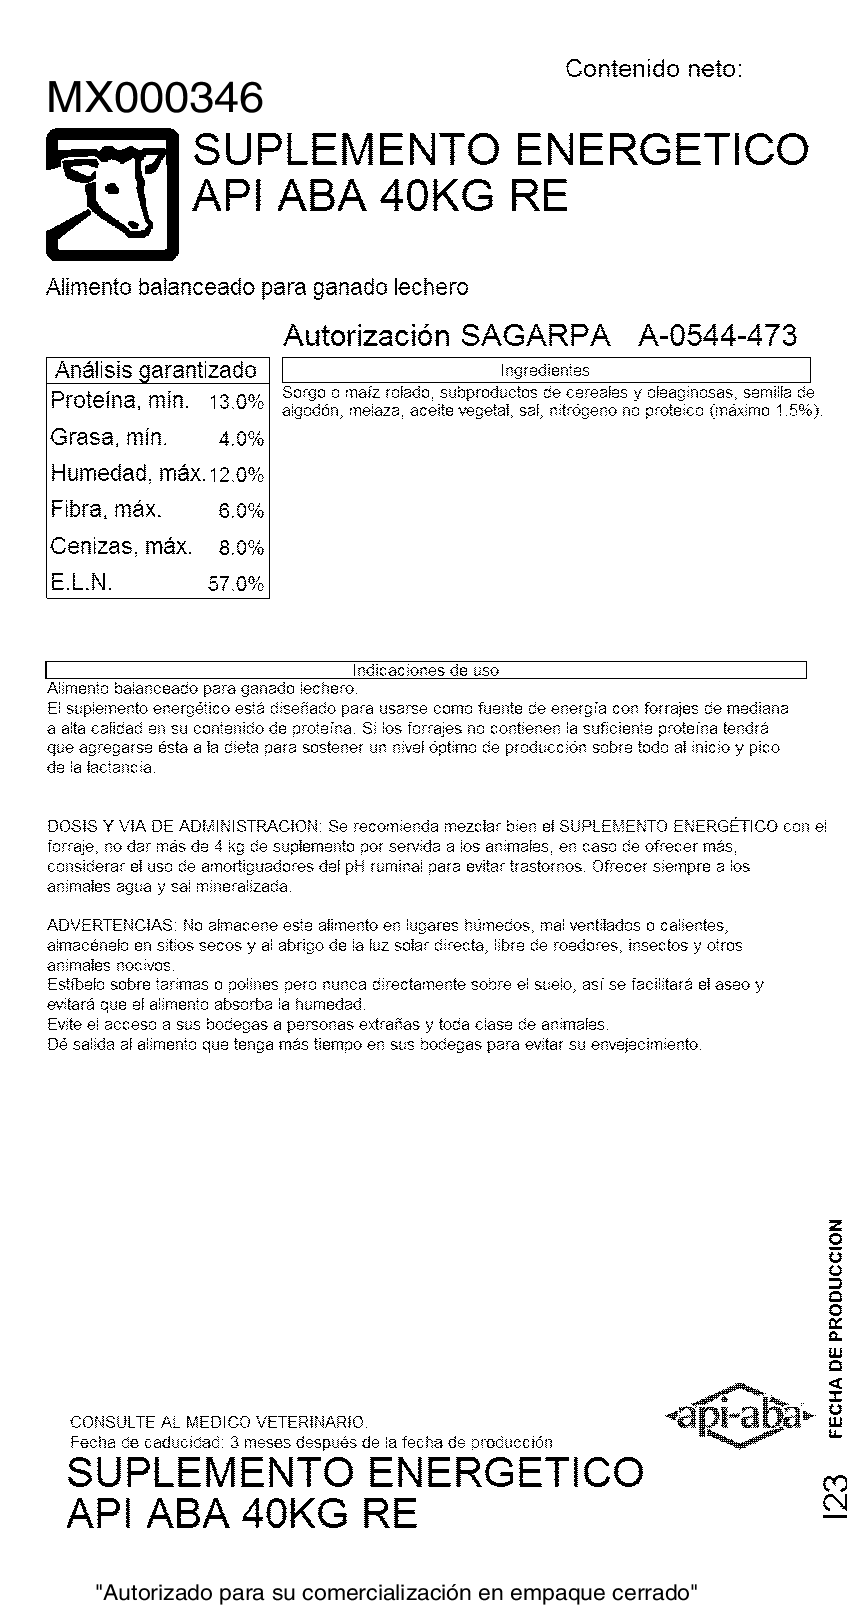 Contenido neto:
MX000346
SUPLEMENTO ENERGETICO
API ABA 40KG RE
Alimento balanceado para ganado lechero
Autorización SAGARPA A-0544-473
Análisis garantizado
Proteína, mín. 13.0%
Grasa, mín. 4.0%
Humedad, máx. 12.0%
Fibra, máx. 6.0%
Cenizas, máx. 8.0%
E.L.N. 57.0%
Ingredientes
Sorgo o maíz rolado, subproductos de cereales y oleaginosas, semilla de
algodón, melaza, aceite vegetal, sal, nitrógeno no proteico (máximo 1.5%).
Indicaciones de uso
Alimento balanceado para ganado lechero.
El suplemento energético está diseñado para usarse como fuente de energía con forrajes de mediana
a alta calidad en su contenido de proteína. Si los forrajes no contienen la suficiente proteína tendrá
que agregarse ésta a la dieta para sostener un nivel óptimo de producción sobre todo al inicio y pico
de la lactancia.
DOSIS Y VIA DE ADMINISTRACION: Se recomienda mezclar bien el SUPLEMENTO ENERGÉTICO con el
forraje, no dar más de 4 kg de suplemento por servida a los animales, en caso de ofrecer más,
considerar el uso de amortiguadores del pH ruminal para evitar trastornos. Ofrecer siempre a los
animales agua y sal mineralizada.
ADVERTENCIAS: No almacene este alimento en lugares húmedos, mal ventilados o calientes,
almacénelo en sitios secos y al abrigo de la luz solar directa, libre de roedores, insectos y otros
animales nocivos.
Estíbelo sobre tarimas o polines pero nunca directamente sobre el suelo, así se facilitará el aseo y
evitará que el alimento absorba la humedad.
Evite el acceso a sus bodegas a personas extrañas y toda clase de animales.
Dé salida al alimento que tenga más tiempo en sus bodegas para evitar su envejecimiento.
FECHA DE PRODUCCION
api-aba
CONSULTE AL MEDICO VETERINARIO.
Fecha de caducidad: 3 meses después de la fecha de producción
SUPLEMENTO ENERGETICO
API ABA 40KG RE
I23
"Autorizado para su comercialización en empaque cerrado"